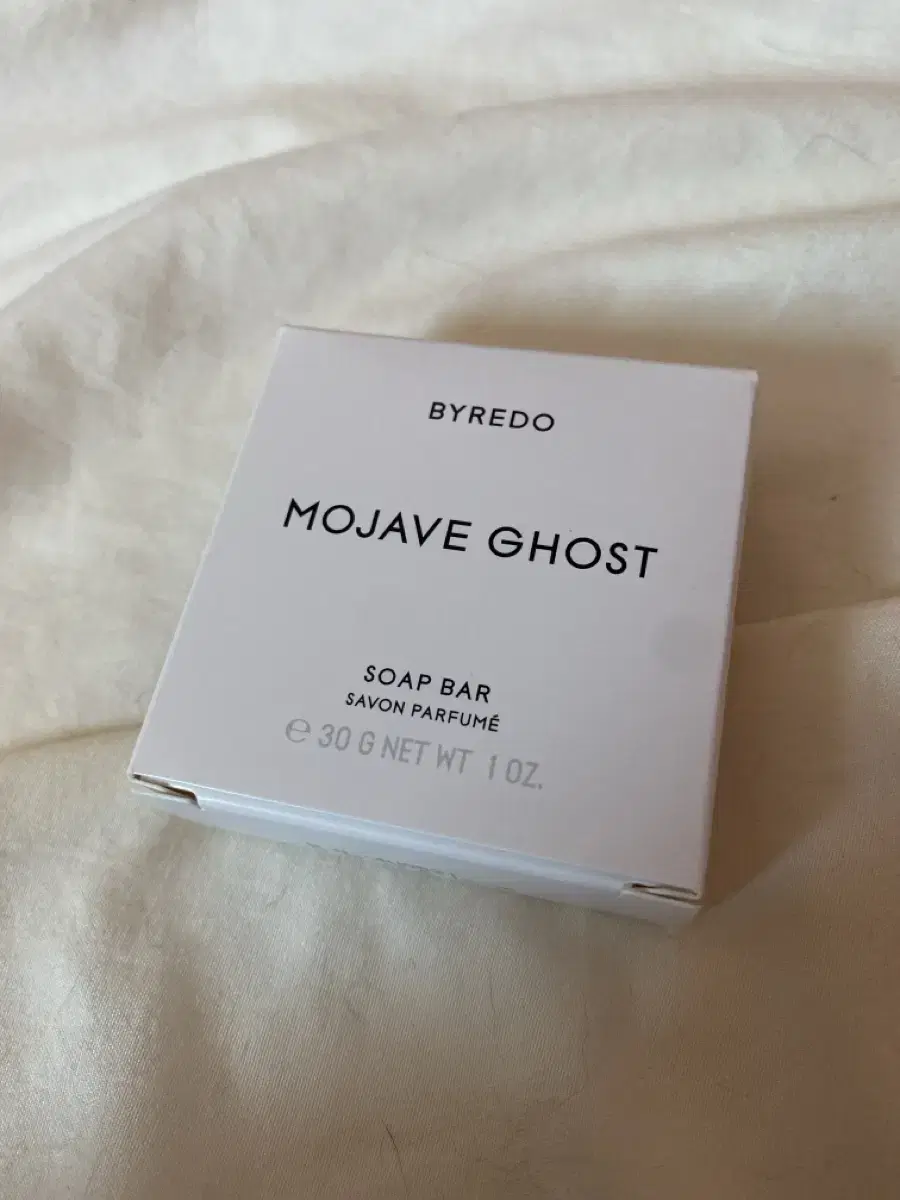 BYREDO
MOJAVE GHOST
SOAP BAR
SAVON PARFUMÉ
℮ 30 G NET WT 1 OZ.